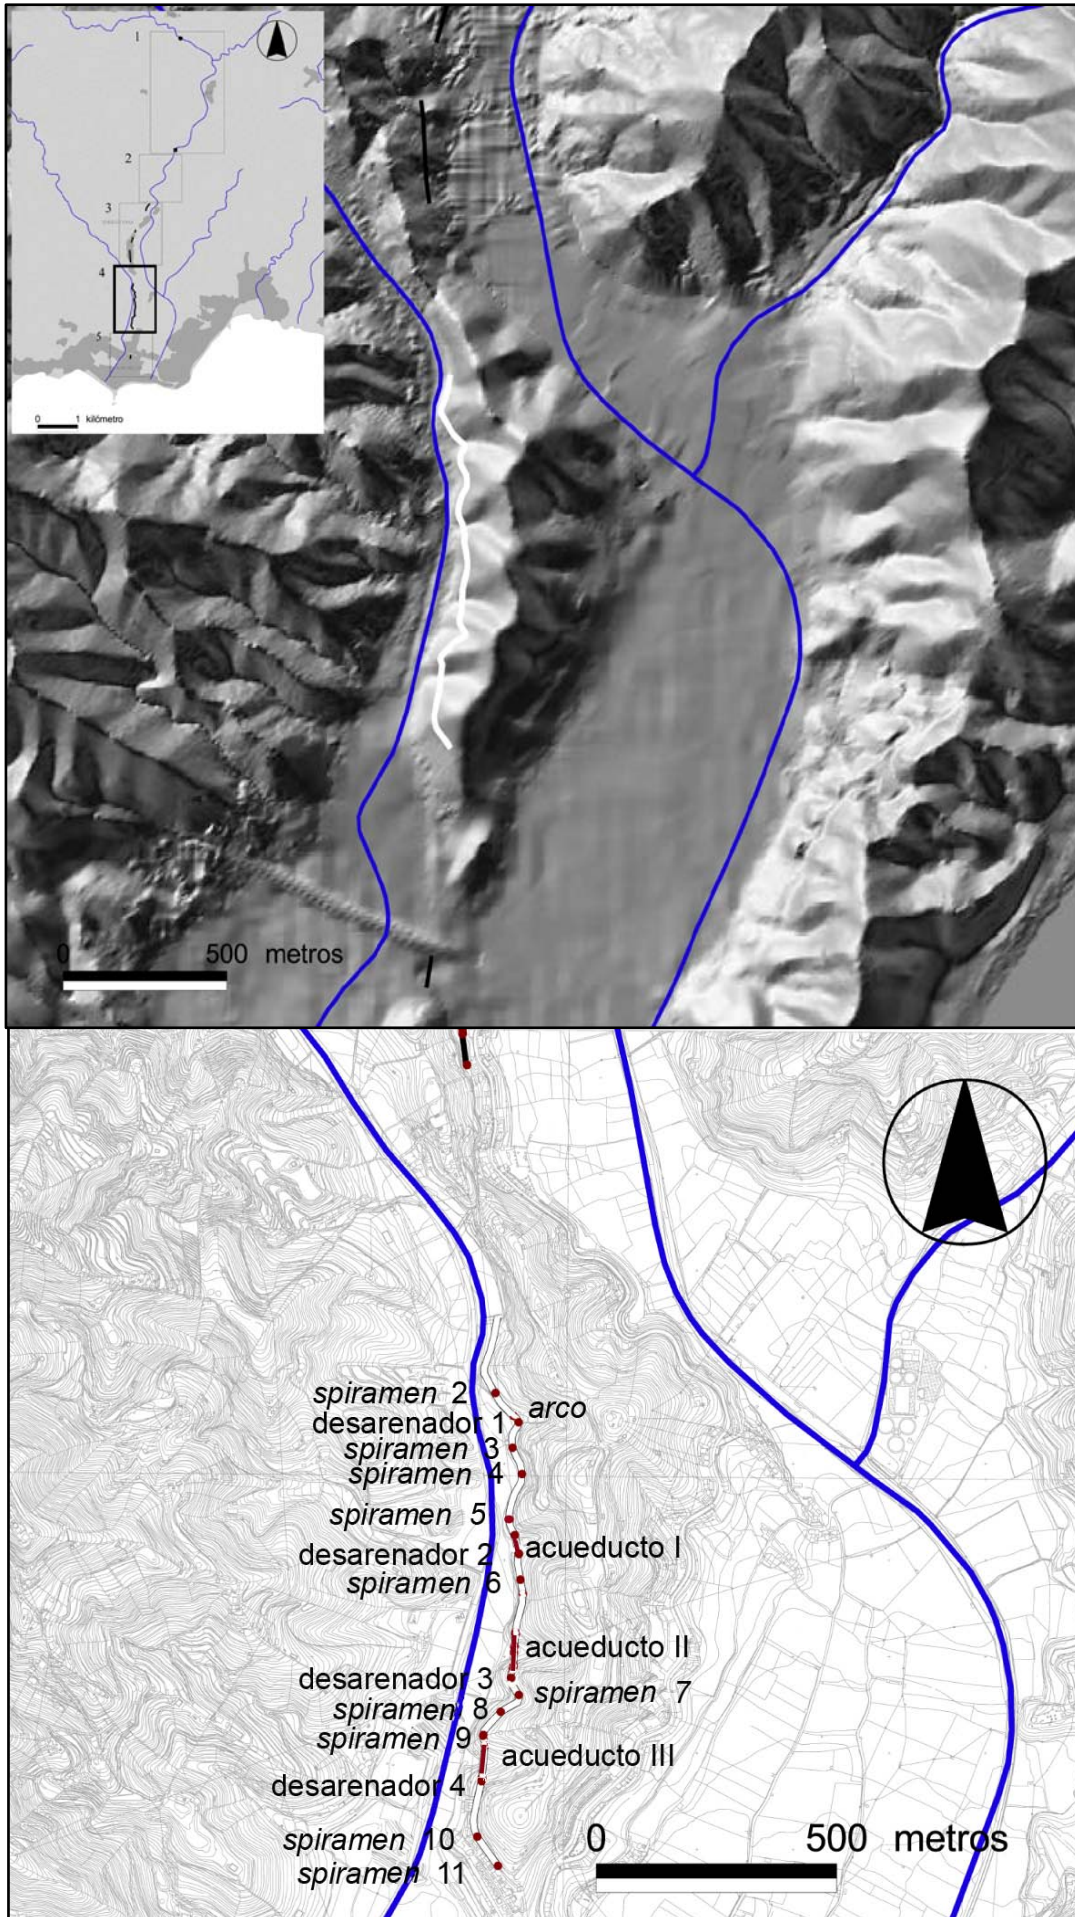 1
2
3
4
5
0 1 kilómetro
0 500 metros
spiramen 2
arco
desarenador 1
spiramen 3
spiramen 4
spiramen 5
acueducto I
desarenador 2
spiramen 6
acueducto II
desarenador 3
spiramen 7
spiramen 8
spiramen 9
acueducto III
desarenador 4
spiramen 10
0 500 metros
spiramen 11